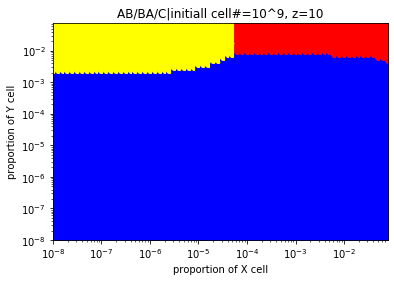 AB/BA/C|initiall cell#=10^9, z=10
proportion of Y cell
10⁻²
10⁻³
10⁻⁴
10⁻⁵
10⁻⁶
10⁻⁷
10⁻⁸
10⁻⁸ 10⁻⁷ 10⁻⁶ 10⁻⁵ 10⁻⁴ 10⁻³ 10⁻²
proportion of X cell